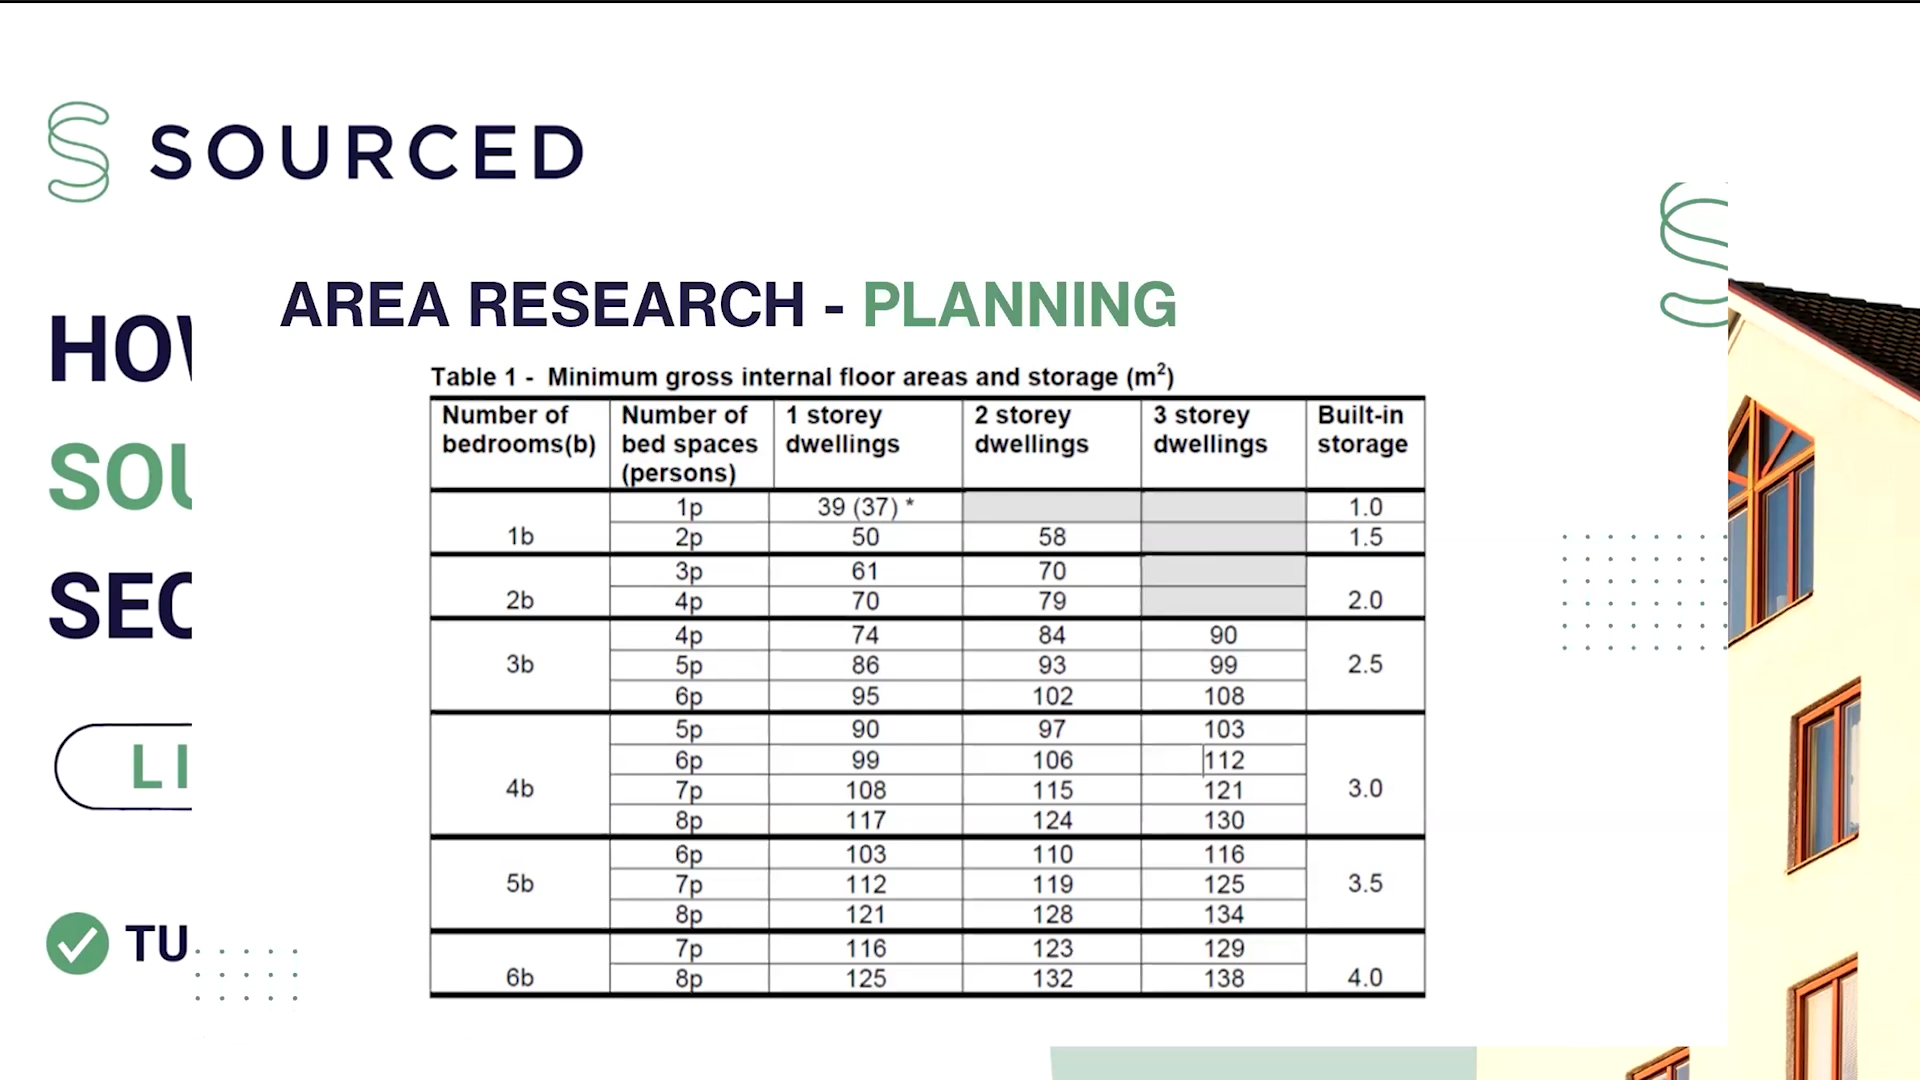 SOURCED
AREA RESEARCH - PLANNING
Table 1 - Minimum gross internal floor areas and storage (m²)
Number of bedrooms(b) Number of bed spaces (persons) 1 storey dwellings 2 storey dwellings 3 storey dwellings Built-in storage
1b 1p 39 (37) * 1.0
2p 50 58 1.5
2b 3p 61 70 2.0
4p 70 79
3b 4p 74 84 90 2.5
5p 86 93 99
6p 95 102 108
4b 5p 90 97 103 3.0
6p 99 106 112
7p 108 115 121
8p 117 124 130
5b 6p 103 110 116 3.5
7p 112 119 125
8p 121 128 134
6b 7p 116 123 129 4.0
8p 125 132 138